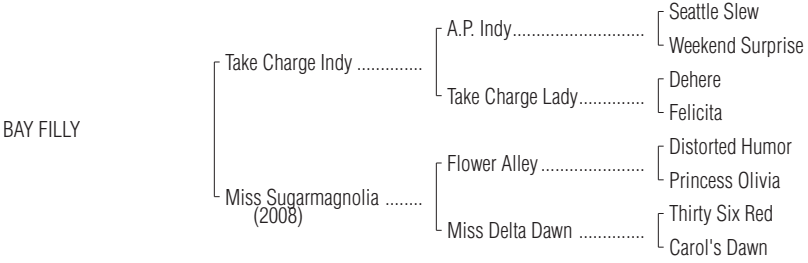 Seattle Slew
A.P. Indy..............................
Weekend Surprise
Take Charge Indy ...............
Dehere
Take Charge Lady...............
Felicita
BAY FILLY
Distorted Humor
Flower Alley........................
Princess Olivia
Miss Sugarmagnolia ........
(2008)
Thirty Six Red
Miss Delta Dawn ...............
Carol's Dawn